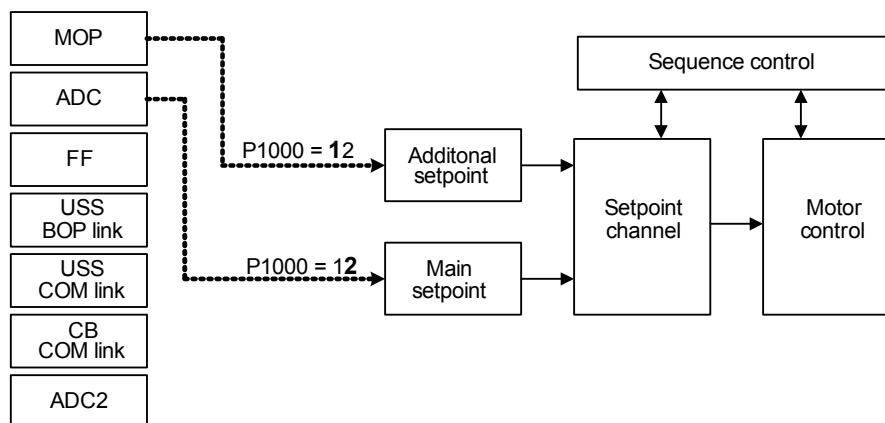 MOP
ADC
FF
USS
BOP link
USS
COM link
CB
COM link
ADC2
P1000 = 12
P1000 = 12
Additonal
setpoint
Main
setpoint
Sequence control
Setpoint
channel
Motor
control